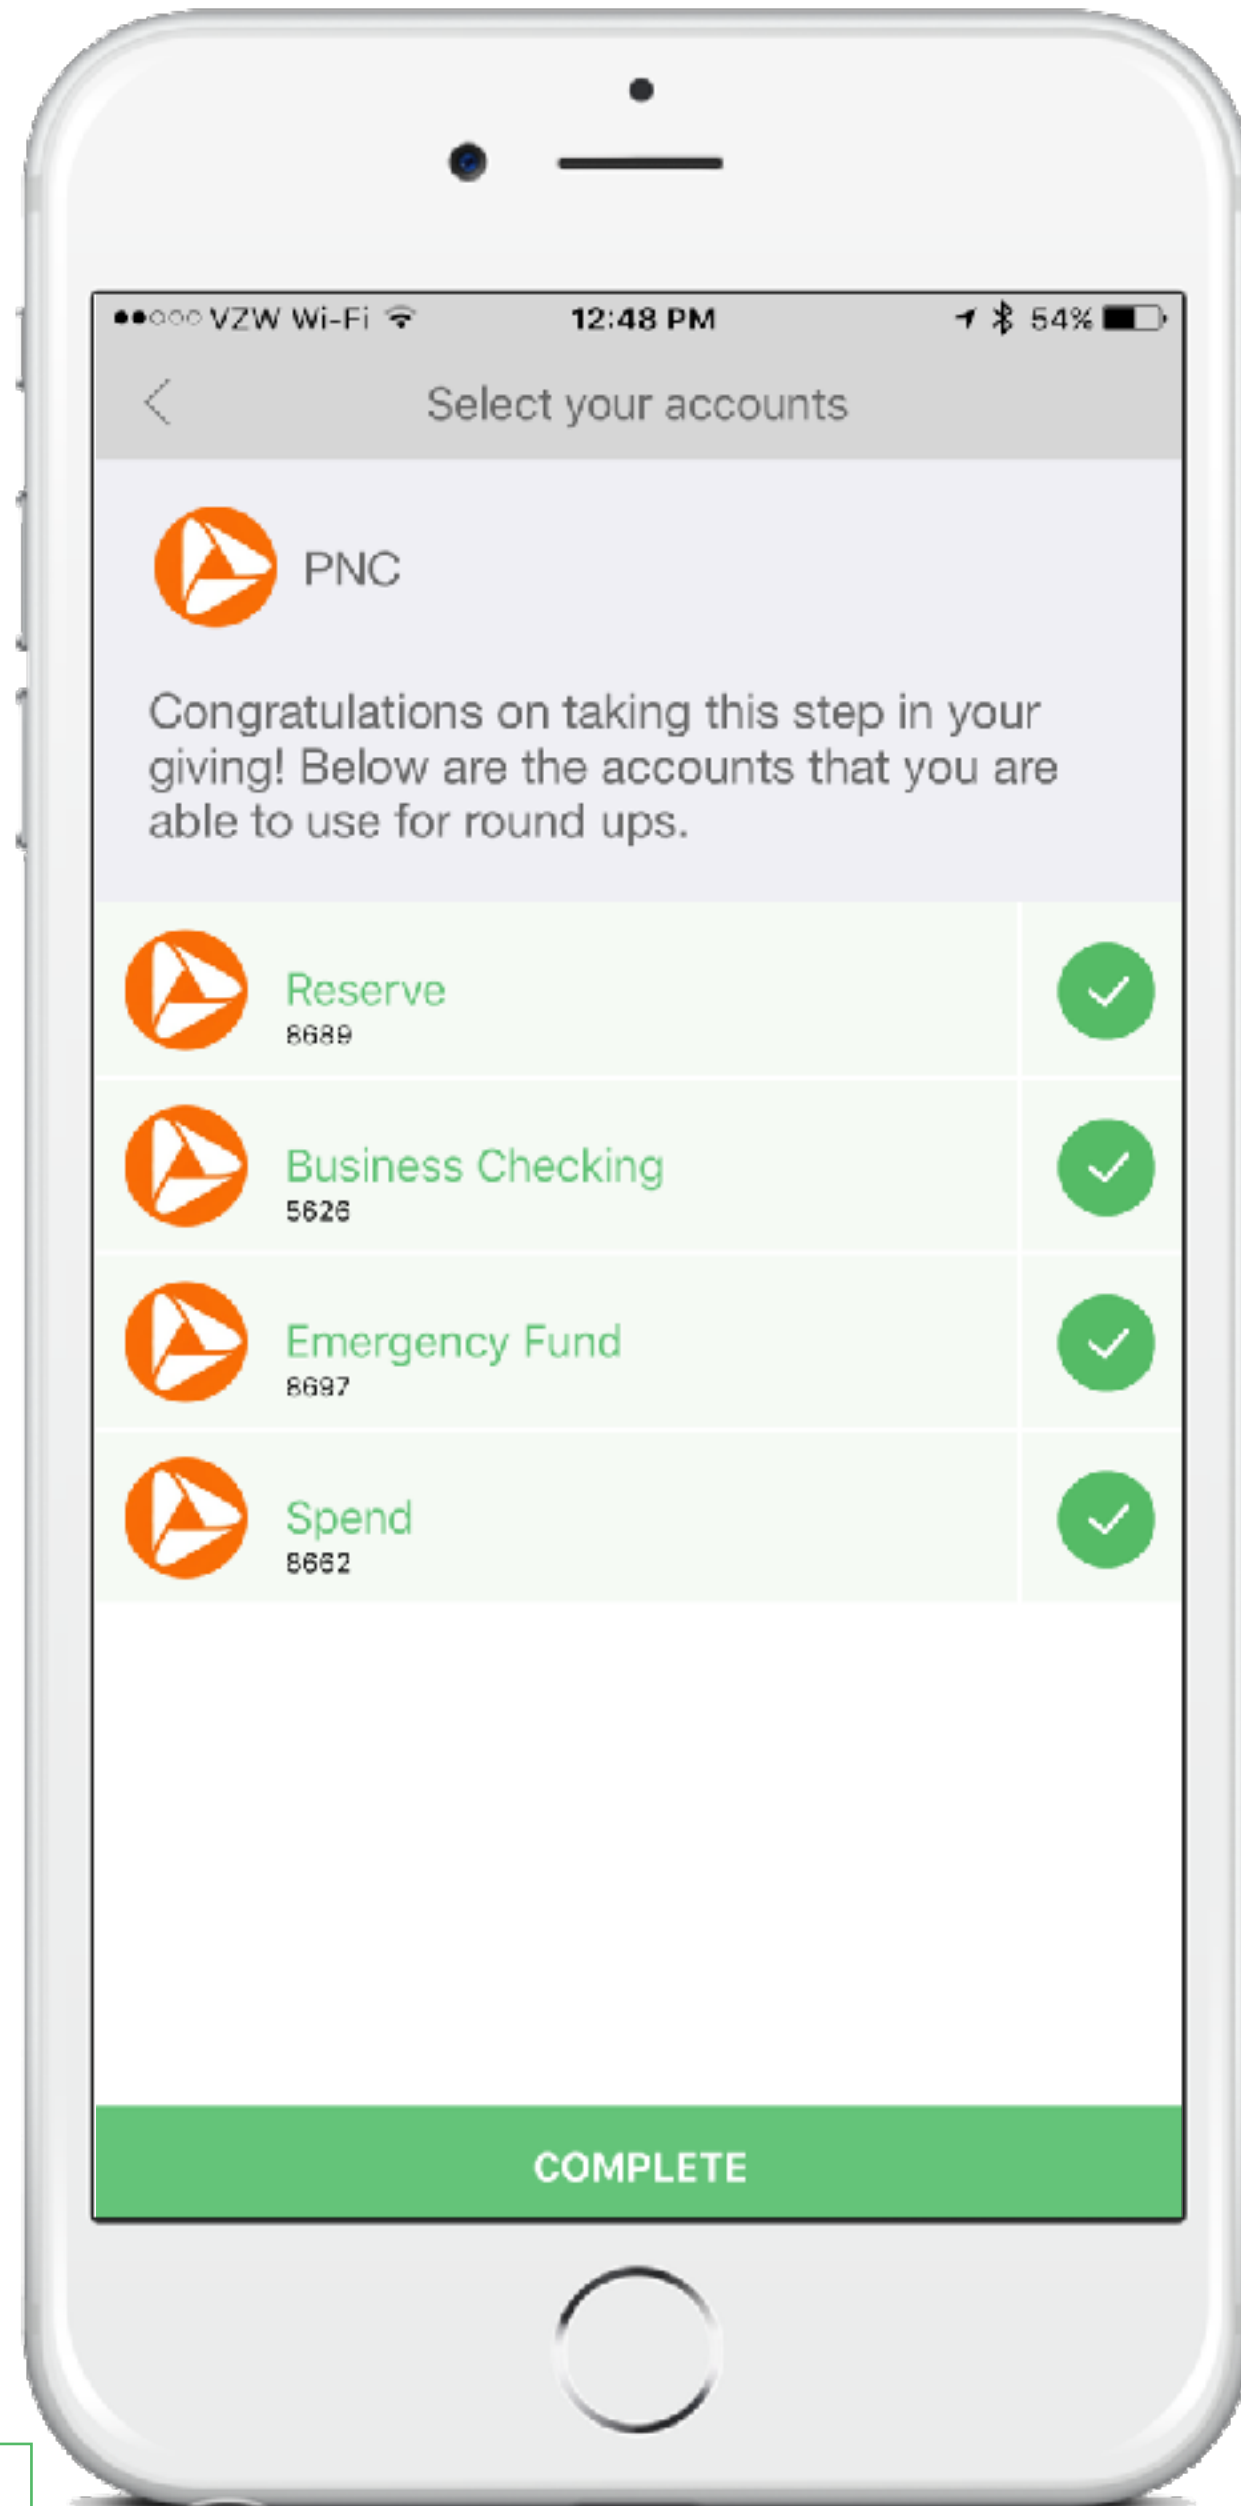 VZW Wi-Fi 12:48 PM 54%
Select your accounts
PNC
Congratulations on taking this step in your
giving! Below are the accounts that you are
able to use for round ups.
Reserve
8689
Business Checking
5626
Emergency Fund
8697
Spend
8662
COMPLETE